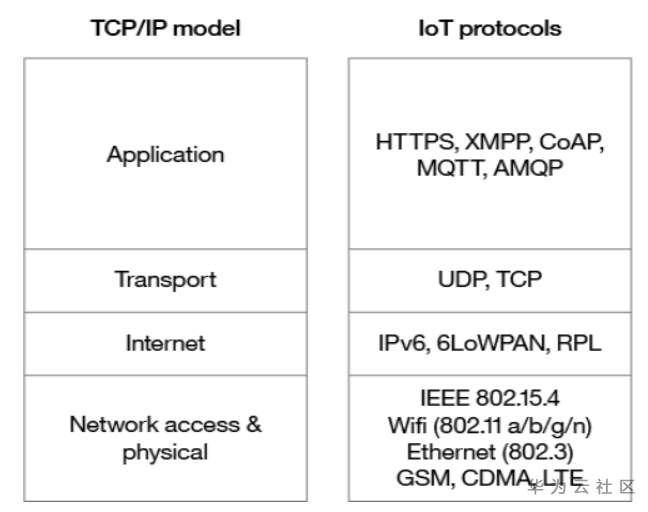 TCP/IP model
IoT protocols
Application
HTTPS, XMPP, CoAP,
MQTT, AMQP
Transport
UDP, TCP
Internet
IPv6, 6LoWPAN, RPL
Network access &
physical
IEEE 802.15.4
Wifi (802.11 a/b/g/n)
Ethernet (802.3)
GSM, CDMA, LTE
华为云社区